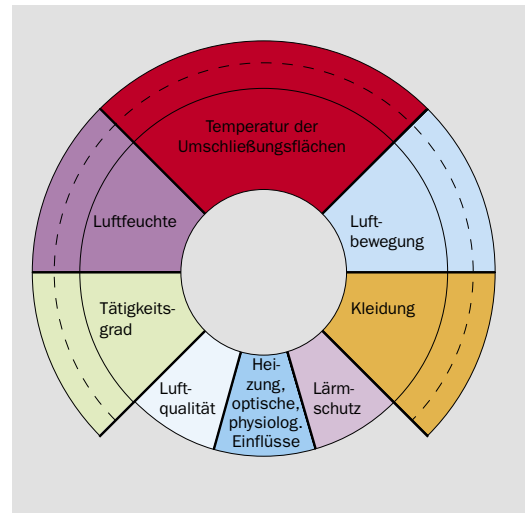 Temperatur der
Umschließungsflächen
Luftfeuchte
Luft-
bewegung
Tätigkeits-
grad
Kleidung
Luft-
qualität
Hei-
zung,
optische,
physiolog.
Einflüsse
Lärm-
schutz